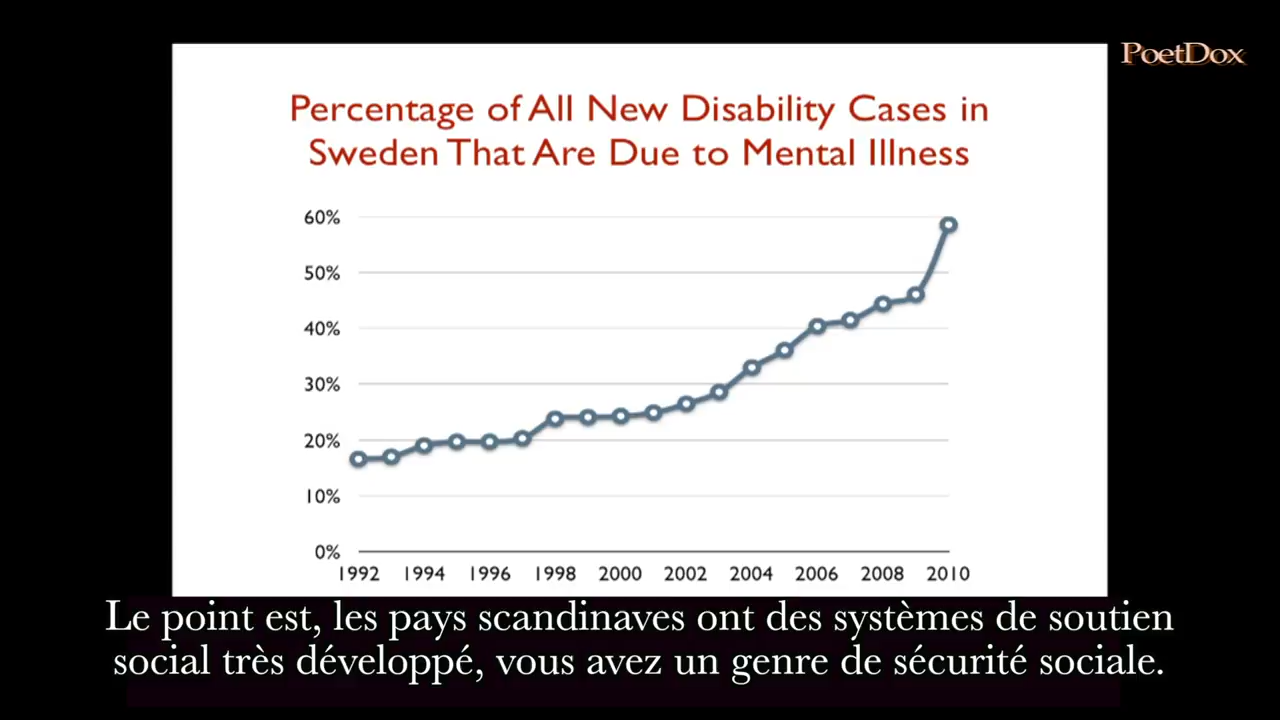 PoetDox
Percentage of All New Disability Cases in
Sweden That Are Due to Mental Illness
60%
50%
40%
30%
20%
10%
0%
1992 1994 1996 1998 2000 2002 2004 2006 2008 2010
Le point est, les pays scandinaves ont des systèmes de soutien
social très développé, vous avez un genre de sécurité sociale.